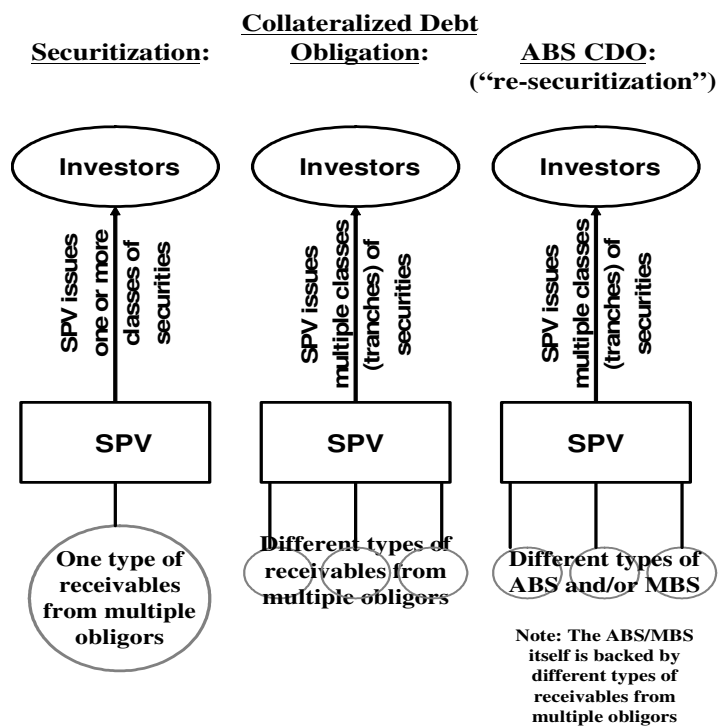 Securitization:
Collateralized Debt
Obligation:
ABS CDO:
(“re-securitization”)
Investors
SPV issues
one or more
classes of
securities
SPV
One type of
receivables
from multiple
obligors
Investors
SPV issues
multiple classes
(tranches) of
securities
SPV
Different types of
receivables from
multiple obligors
Investors
SPV issues
multiple classes
(tranches) of
securities
SPV
Different types of
ABS and/or MBS
Note: The ABS/MBS
itself is backed by
different types of
receivables from
multiple obligors